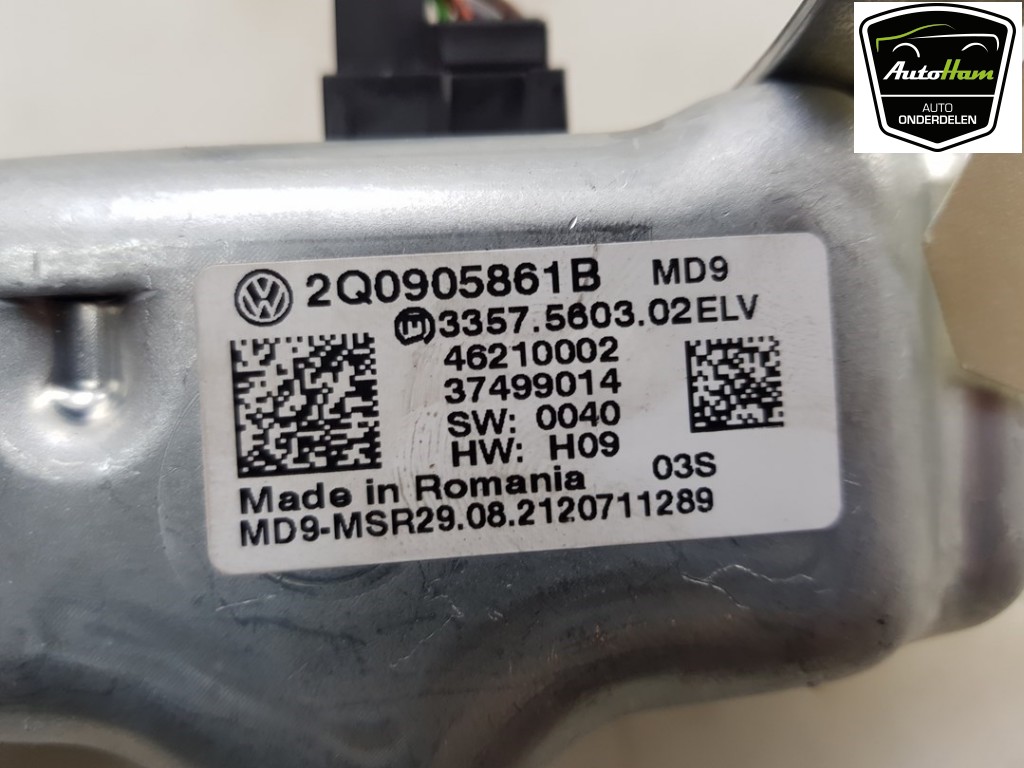 AutoHam
AUTO
ONDERDELEN
2Q0905861B MD9
3357.5603.02ELV
46210002
37499014
SW: 0040
HW: H09
03S
Made in Romania
MD9-MSR29.08.2120711289